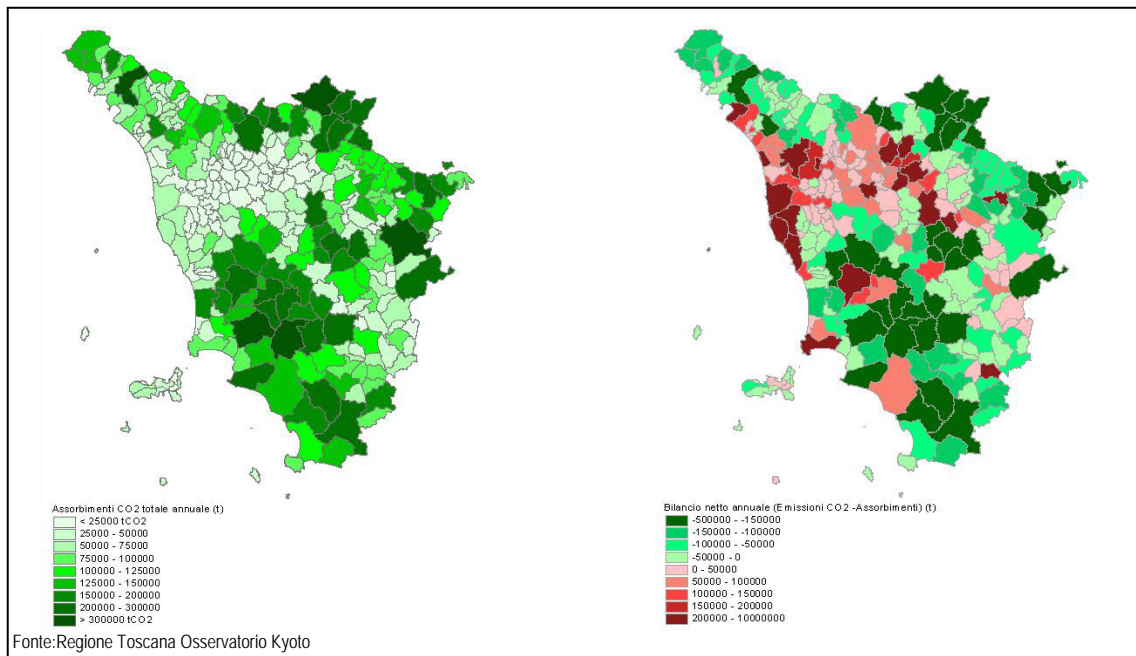 Assorbimenti CO2 totale annuale (t)
< 25000 tCO2
25000 - 50000
50000 - 75000
75000 - 100000
100000 - 125000
125000 - 150000
150000 - 200000
200000 - 300000
> 300000 tCO2
Bilancio netto annuale (Emissioni CO2 -Assorbimenti) (t)
-500000 - -150000
-150000 - -100000
-100000 - -50000
-50000 - 0
0 - 50000
50000 - 100000
100000 - 150000
150000 - 200000
200000 - 10000000
Fonte:Regione Toscana Osservatorio Kyoto